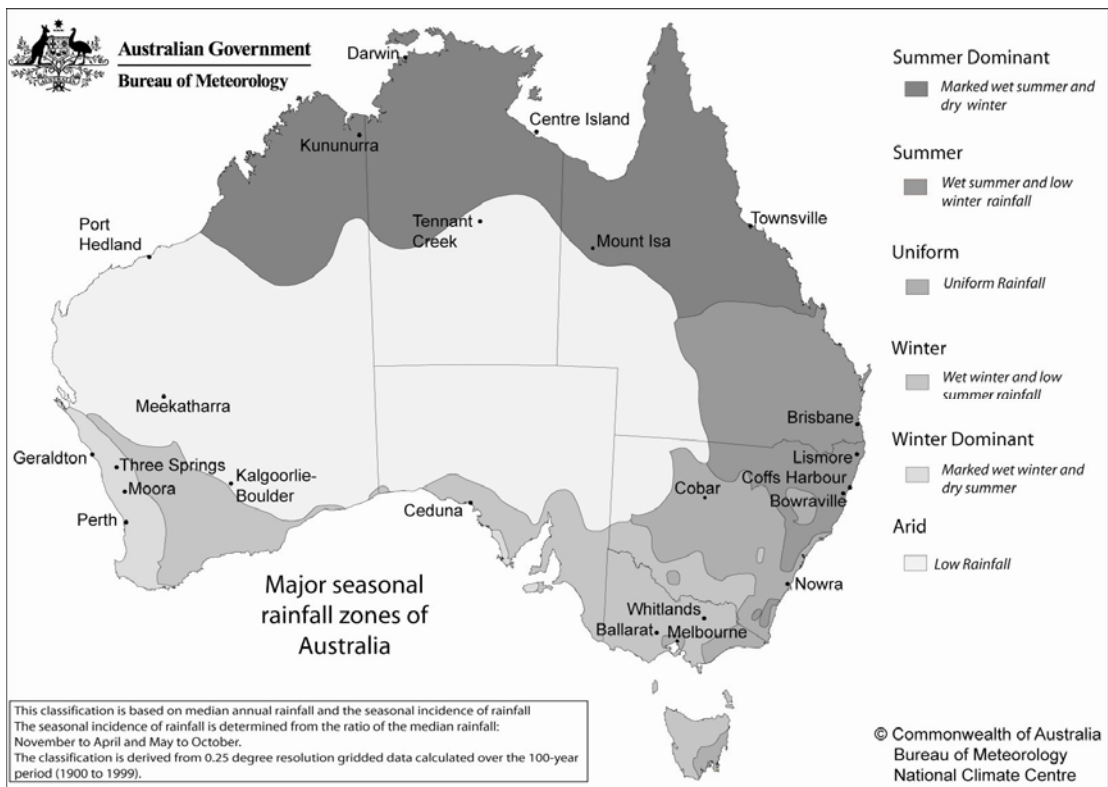 Australian Government
Bureau of Meteorology
Darwin
Centre Island
Kununurra
Port
Hedland
Tennant
Creek
Mount Isa
Townsville
Meekatharra
Brisbane
Geraldton
Three Springs
Moora
Kalgoorlie-
Boulder
Perth
Ceduna
Cobar
Lismore
Coffs Harbour
Bowraville
Nowra
Whitlands
Ballarat
Melbourne
Major seasonal
rainfall zones of
Australia
Summer Dominant
Marked wet summer and
dry winter
Summer
Wet summer and low
winter rainfall
Uniform
Uniform Rainfall
Winter
Wet winter and low
summer rainfall
Winter Dominant
Marked wet winter and
dry summer
Arid
Low Rainfall
This classification is based on median annual rainfall and the seasonal incidence of rainfall
The seasonal incidence of rainfall is determined from the ratio of the median rainfall:
November to April and May to October.
The classification is derived from 0.25 degree resolution gridded data calculated over the 100-year
period (1900 to 1999).
© Commonwealth of Australia
Bureau of Meteorology
National Climate Centre